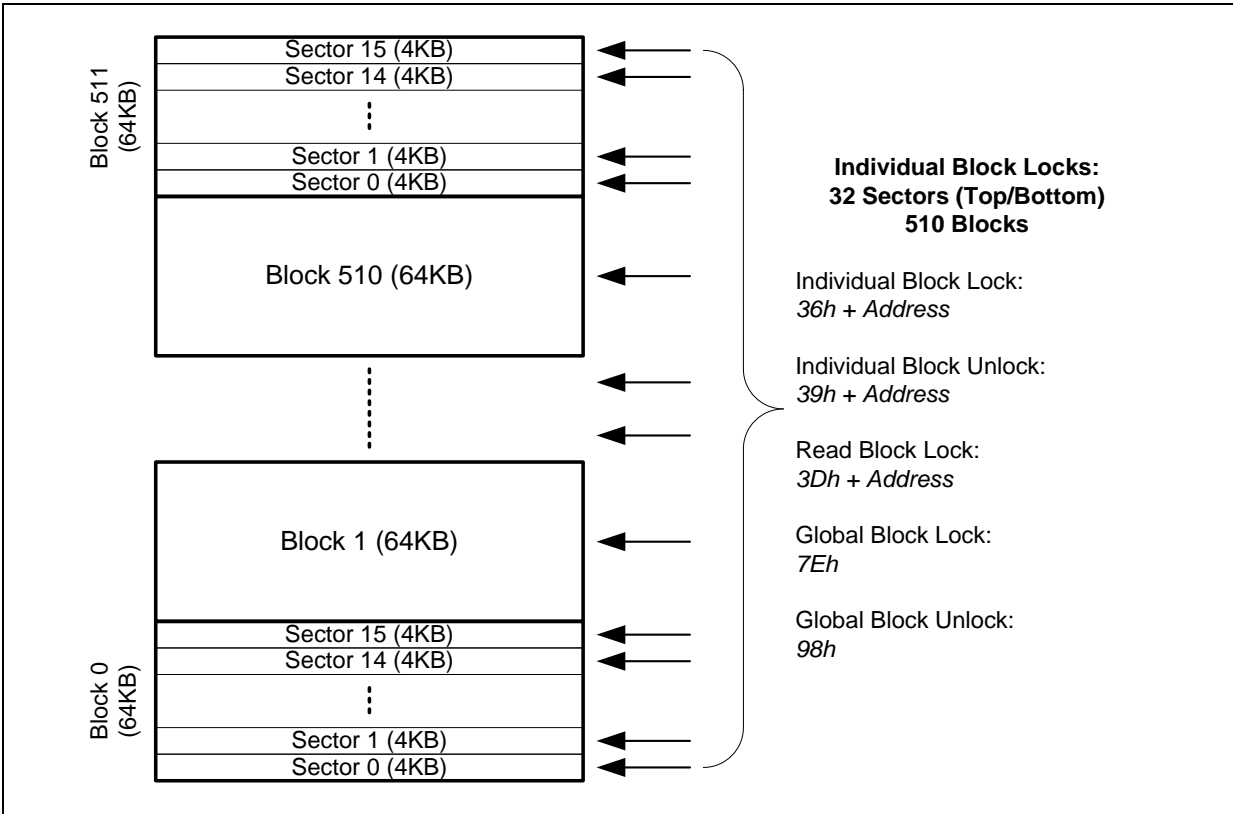 Block 511
(64KB)
Sector 15 (4KB)
Sector 14 (4KB)
Sector 1 (4KB)
Sector 0 (4KB)
Block 510 (64KB)
Block 1 (64KB)
Block 0
(64KB)
Sector 15 (4KB)
Sector 14 (4KB)
Sector 1 (4KB)
Sector 0 (4KB)
Individual Block Locks:
32 Sectors (Top/Bottom)
510 Blocks
Individual Block Lock:
36h + Address
Individual Block Unlock:
39h + Address
Read Block Lock:
3Dh + Address
Global Block Lock:
7Eh
Global Block Unlock:
98h